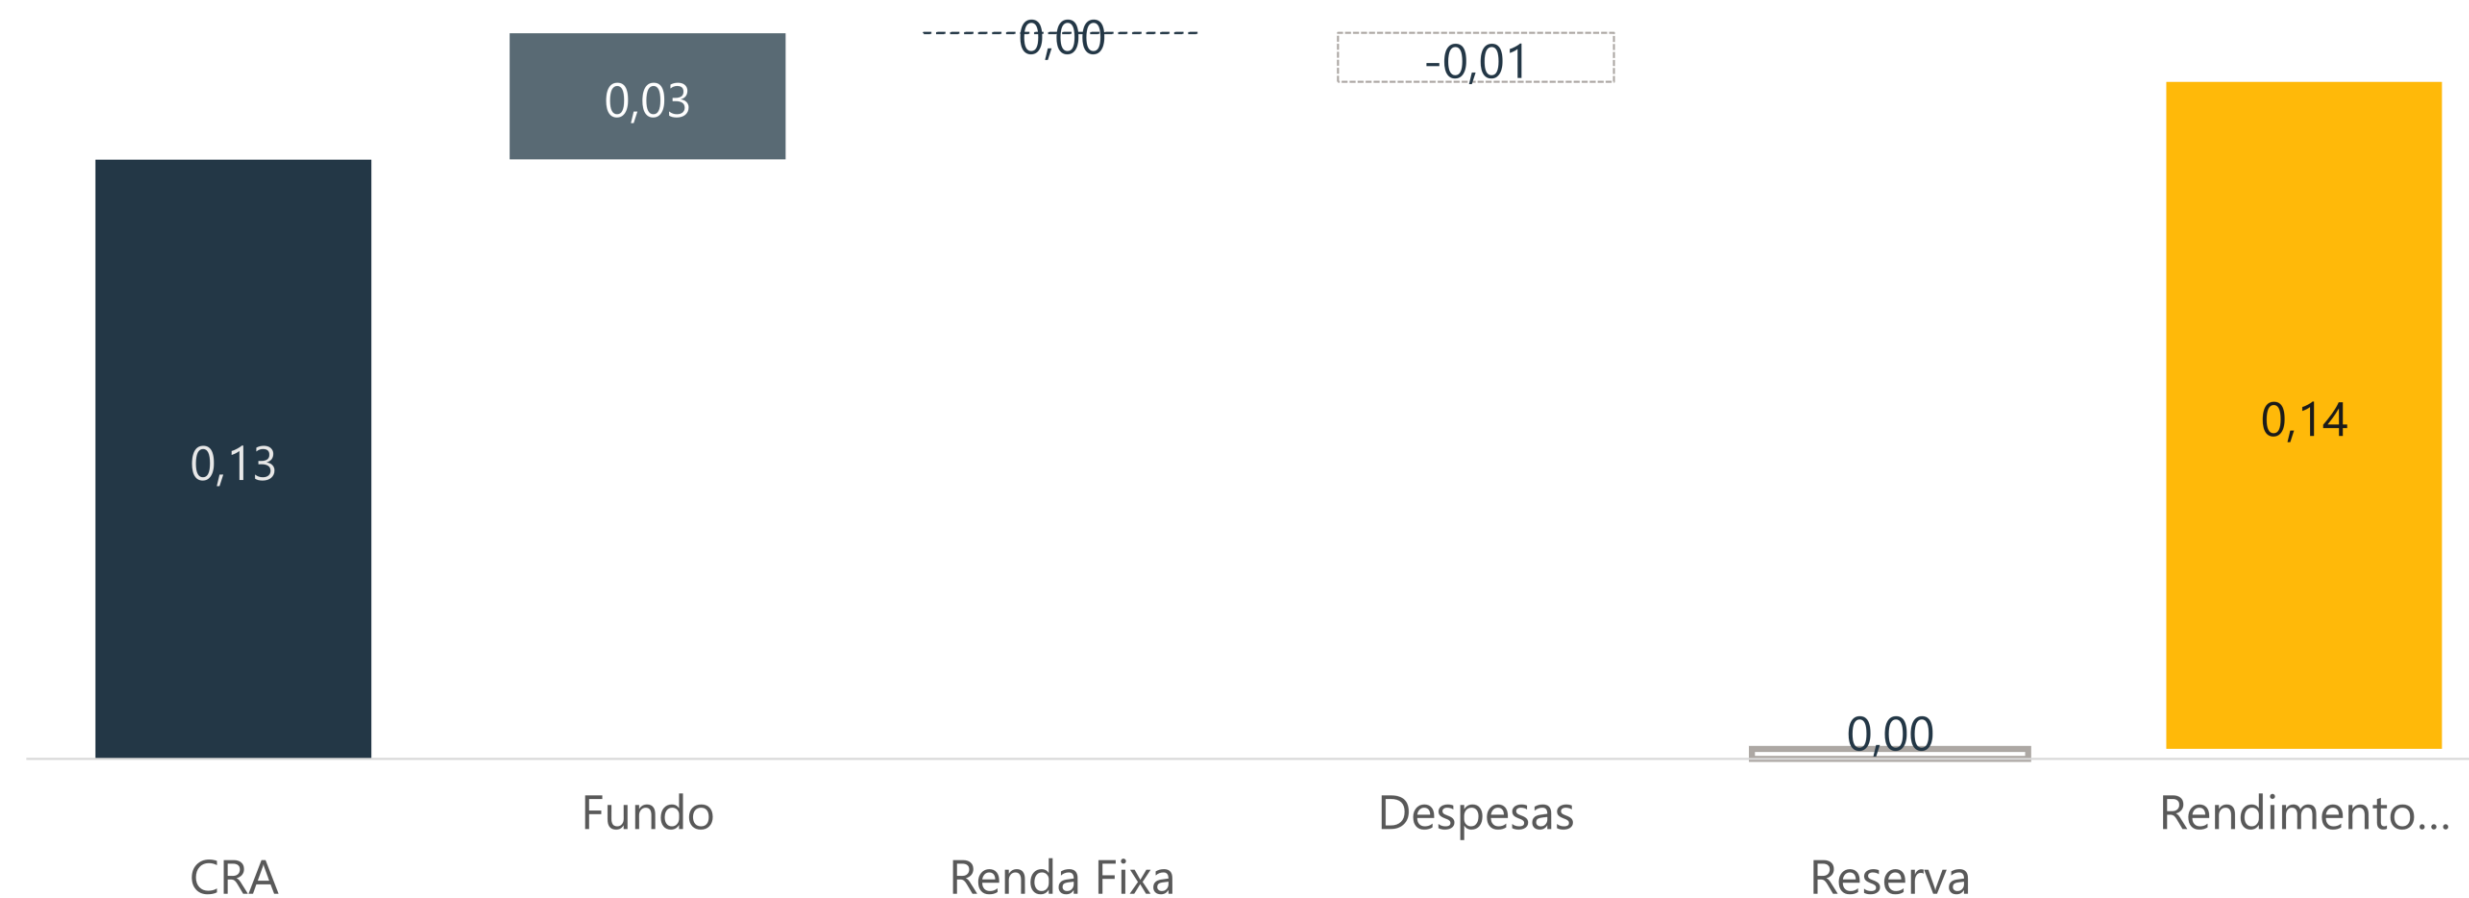 0,00
-0,01
0,03
0,14
0,13
0,00
Fundo
Despesas
Rendimento...
CRA
Renda Fixa
Reserva